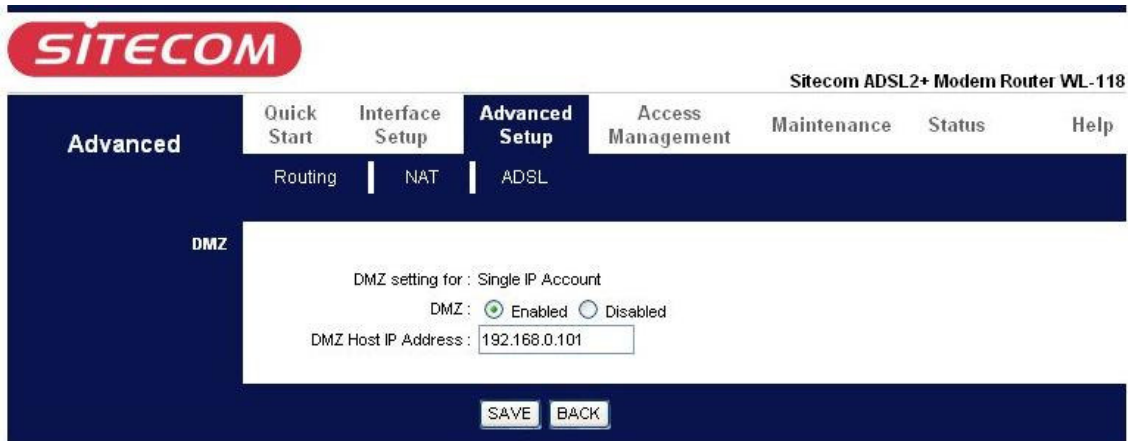 SITECOM
Sitecom ADSL2+ Modem Router WL-118
Advanced
Quick Start
Interface Setup
Advanced Setup
Access Management
Maintenance
Status
Help
Routing
NAT
ADSL
DMZ
DMZ setting for : Single IP Account
DMZ : Enabled Disabled
DMZ Host IP Address : 192.168.0.101
SAVE BACK